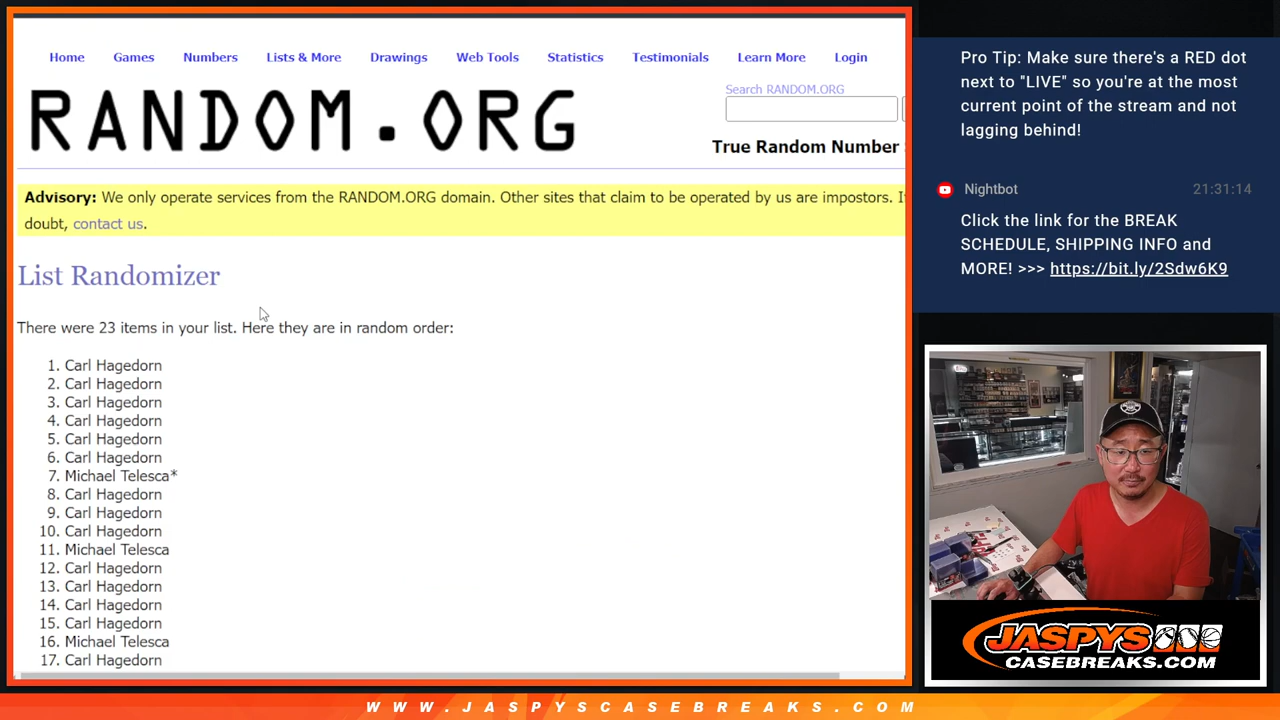 Home Games Numbers Lists & More Drawings Web Tools Statistics Testimonials Learn More Login
RANDOM.ORG
Search RANDOM.ORG
True Random Number
Advisory: We only operate services from the RANDOM.ORG domain. Other sites that claim to be operated by us are impostors.
doubt, contact us.
List Randomizer
There were 23 items in your list. Here they are in random order:
1. Carl Hagedorn
2. Carl Hagedorn
3. Carl Hagedorn
4. Carl Hagedorn
5. Carl Hagedorn
6. Carl Hagedorn
7. Michael Telesca*
8. Carl Hagedorn
9. Carl Hagedorn
10. Carl Hagedorn
11. Michael Telesca
12. Carl Hagedorn
13. Carl Hagedorn
14. Carl Hagedorn
15. Carl Hagedorn
16. Michael Telesca
17. Carl Hagedorn
Pro Tip: Make sure there's a RED dot
next to "LIVE" so you're at the most
current point of the stream and not
lagging behind!
Nightbot 21:31:14
Click the link for the BREAK
SCHEDULE, SHIPPING INFO and
MORE! >>> https://bit.ly/2Sdw6K9
JASPYS
CASEBREAKS.COM
WWW.JASPYSCASEBREAKS.COM